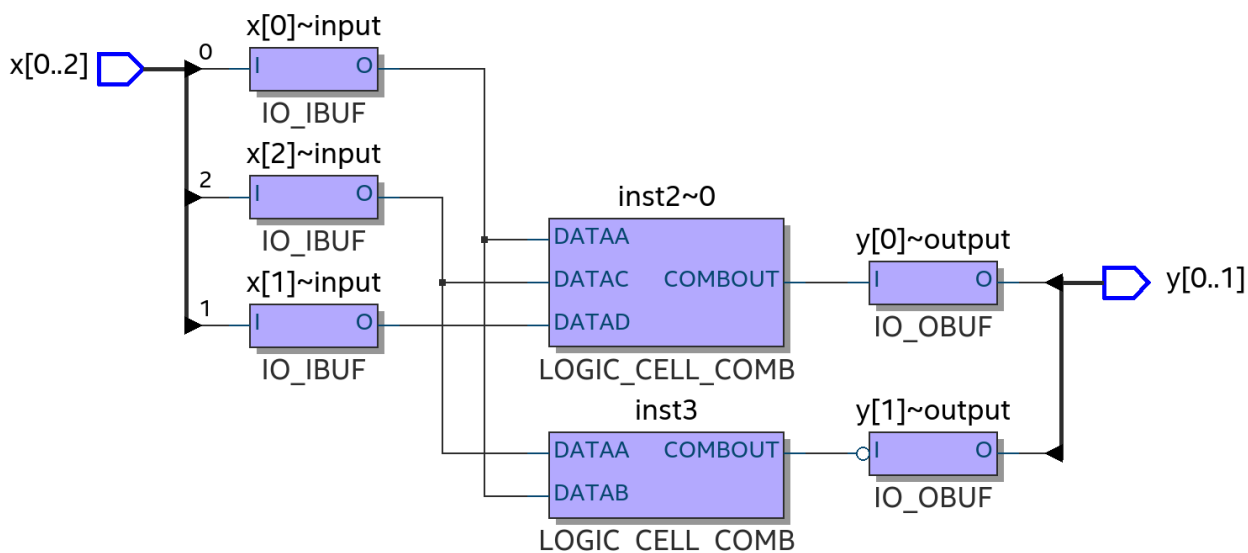 x[0..2]
0
x[0]~input
I O
IO_IBUF
2
x[2]~input
I O
IO_IBUF
1
x[1]~input
I O
IO_IBUF
inst2~0
DATAA
DATAC COMBOUT
DATAD
LOGIC_CELL_COMB
y[0]~output
I O
IO_OBUF
y[0..1]
inst3
DATAA COMBOUT
DATAB
LOGIC_CELL_COMB
y[1]~output
I O
IO_OBUF